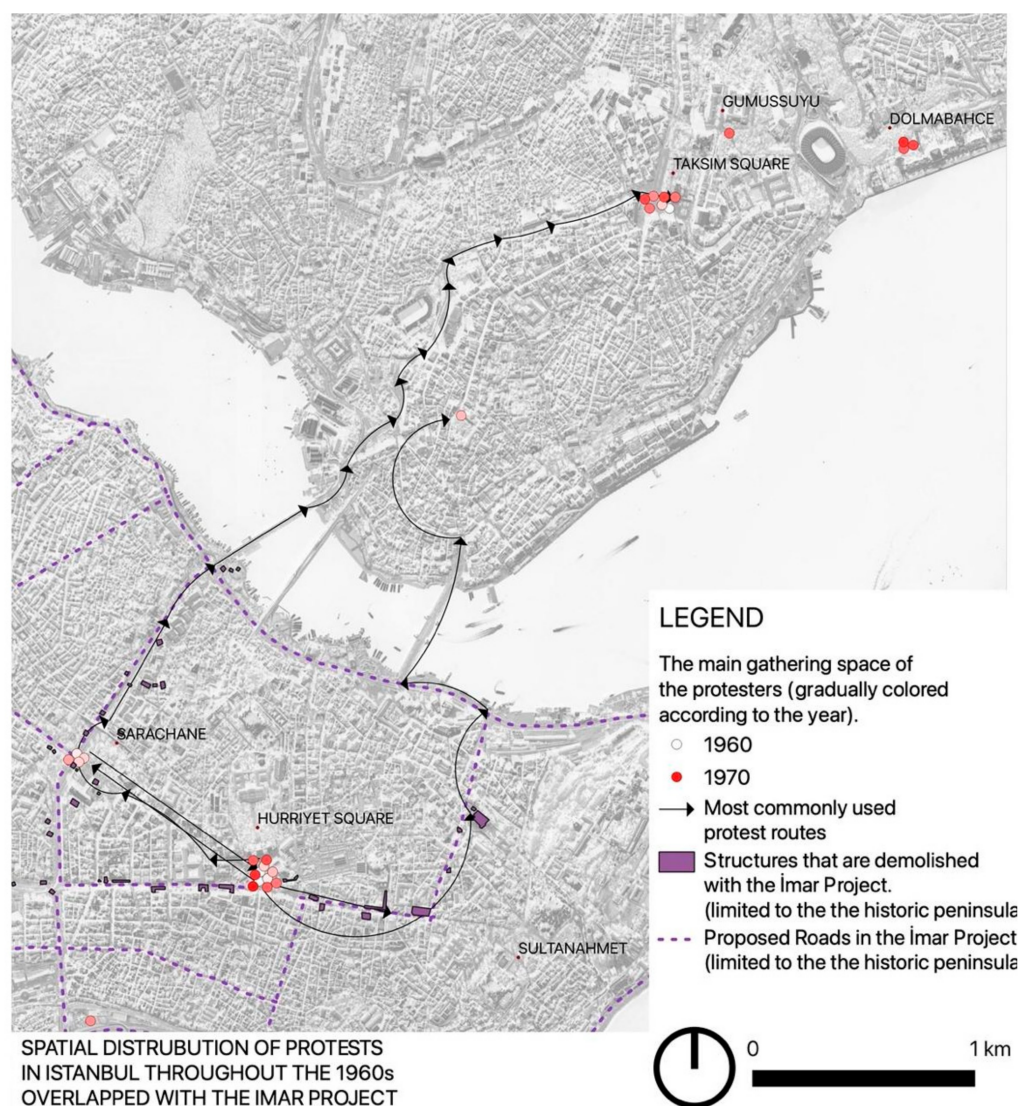 GUMUSSUYU
DOLMABAHCE
TAKSIM SQUARE
SARACHANE
HURRIYET SQUARE
SULTANAHMET
LEGEND
The main gathering space of
the protesters (gradually colored
according to the year).
1960
1970
Most commonly used
protest routes
Structures that are demolished
with the İmar Project.
(limited to the the historic peninsula
Proposed Roads in the İmar Project
(limited to the the historic peninsula
SPATIAL DISTRUBUTION OF PROTESTS
IN ISTANBUL THROUGHOUT THE 1960s
OVERLAPPED WITH THE IMAR PROJECT
0
1 km